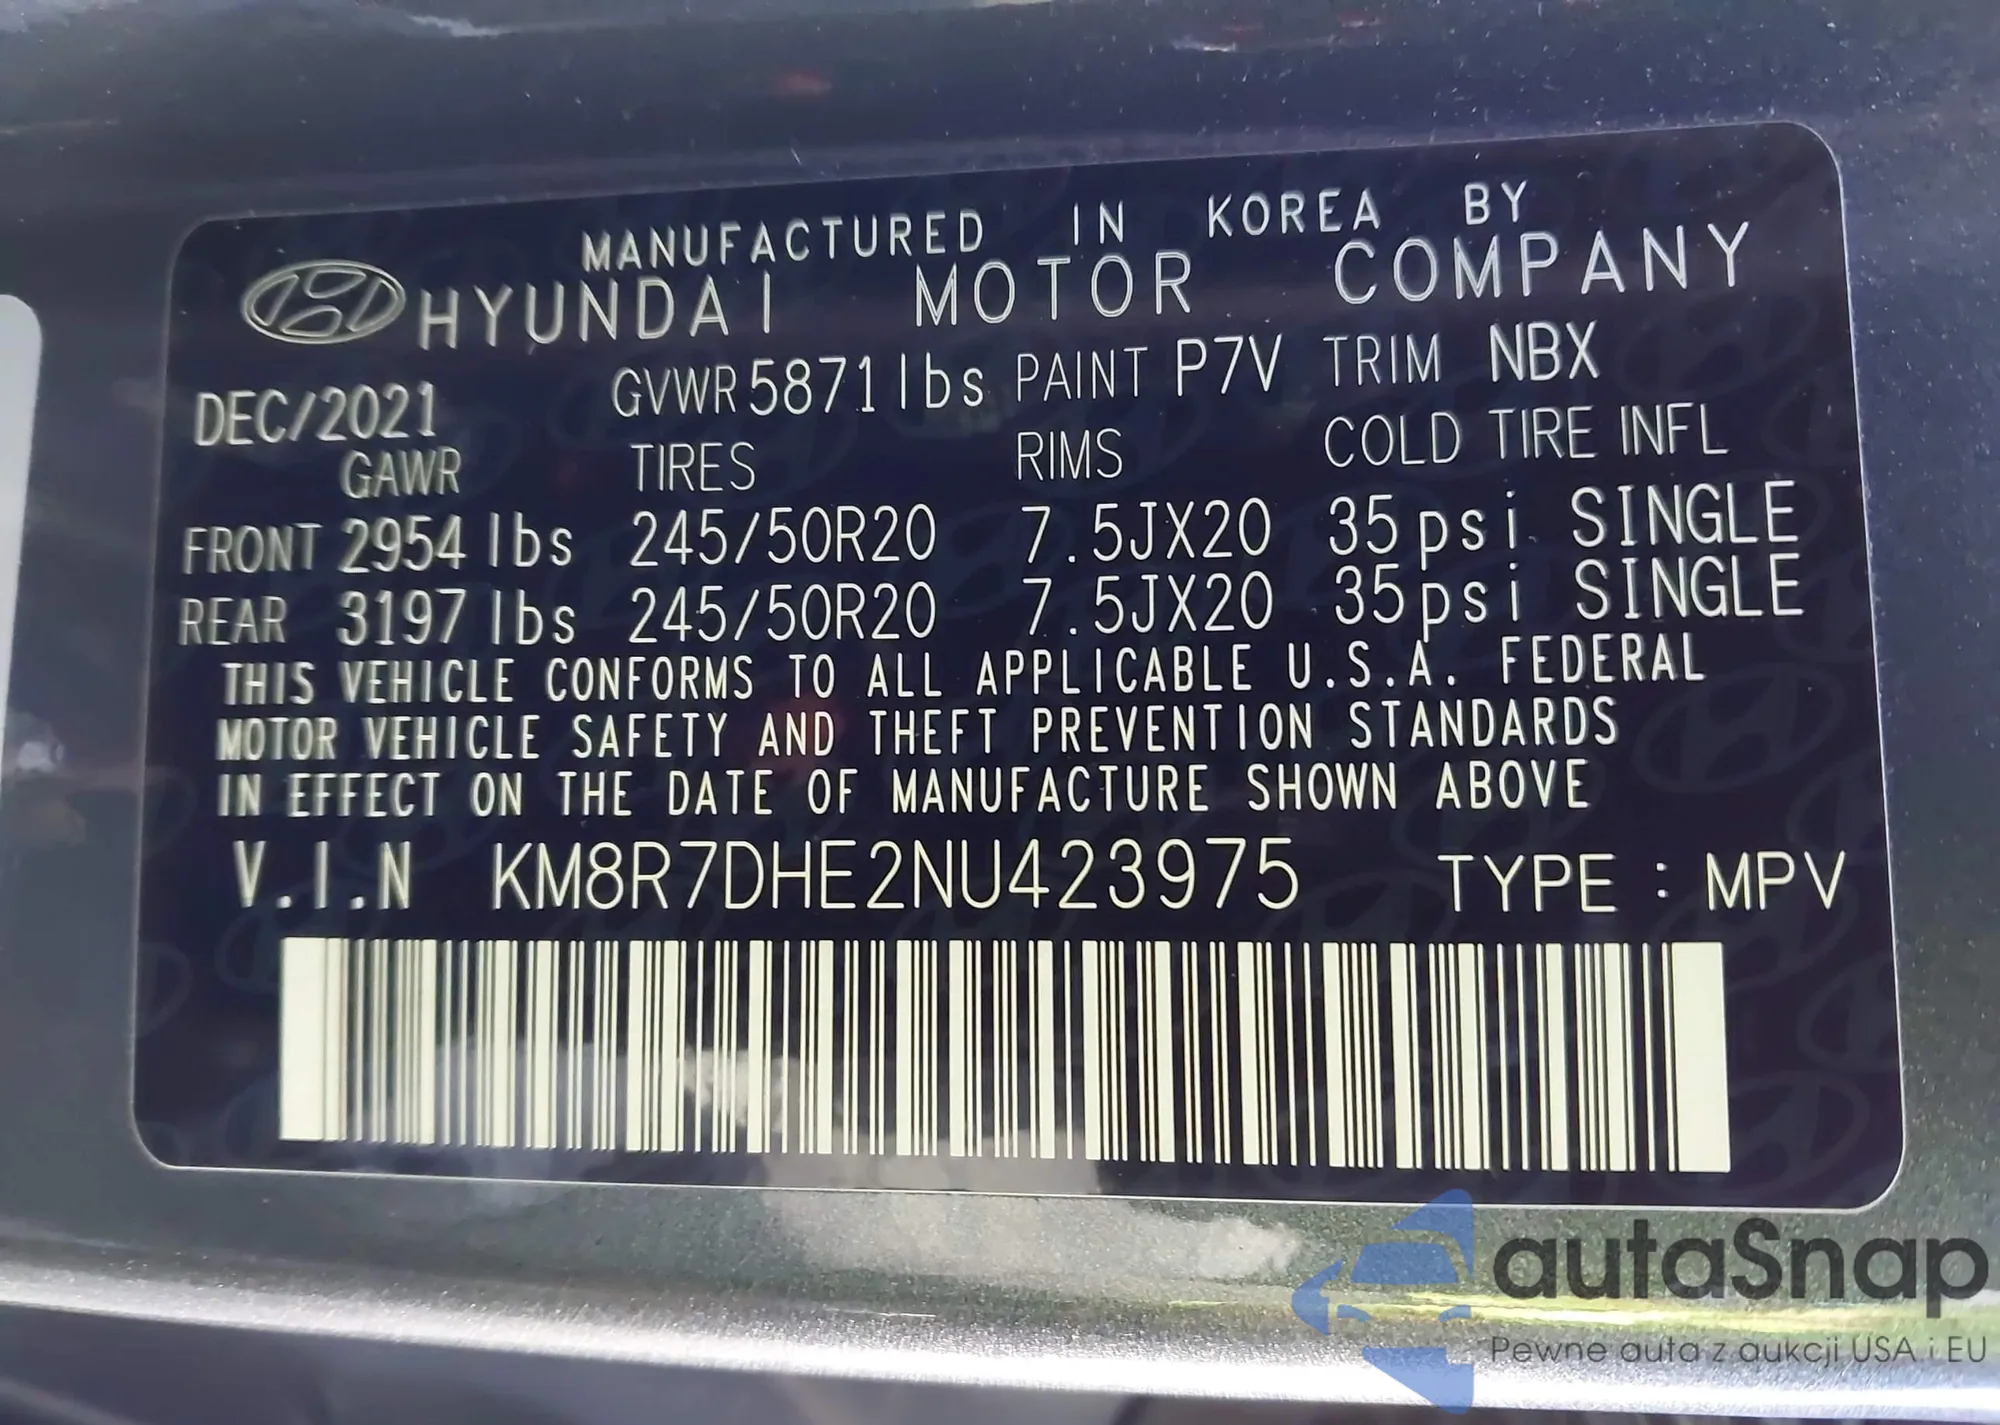 MANUFACTURED IN KOREA BY
HYUNDAI MOTOR COMPANY
DEC/2021 GVWR 5871lbs PAINT P7V TRIM NBX
GAWR TIRES RIMS COLD TIRE INFL
FRONT 2954 lbs 245/50R20 7.5JX20 35psi SINGLE
REAR 3197 lbs 245/50R20 7.5JX20 35psi SINGLE
THIS VEHICLE CONFORMS TO ALL APPLICABLE U.S.A. FEDERAL
MOTOR VEHICLE SAFETY AND THEFT PREVENTION STANDARDS
IN EFFECT ON THE DATE OF MANUFACTURE SHOWN ABOVE
V.I.N KM8R7DHE2NU423975 TYPE : MPV
autaSnap
Pewne auta z aukcji USA i EU